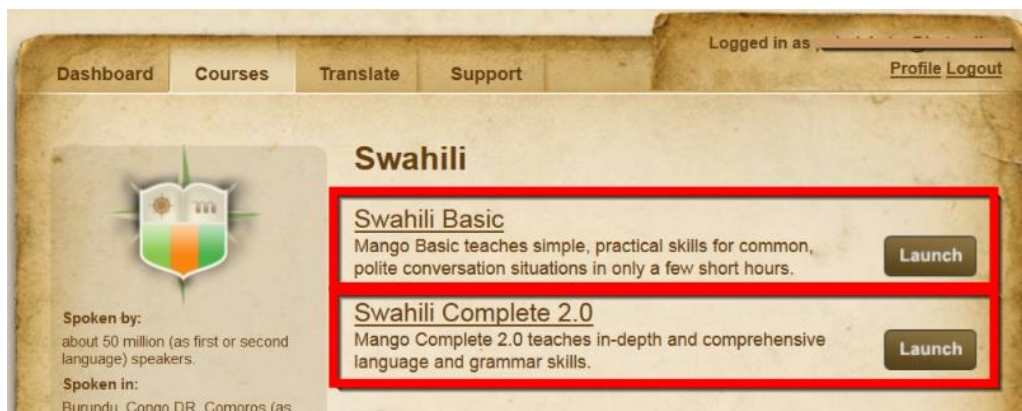 Logged in as
Dashboard Courses Translate Support
Profile Logout
Swahili
Swahili Basic
Mango Basic teaches simple, practical skills for common,
polite conversation situations in only a few short hours.
Launch
Swahili Complete 2.0
Mango Complete 2.0 teaches in-depth and comprehensive
language and grammar skills.
Launch
m
Spoken by:
about 50 million (as first or second
language) speakers.
Spoken in:
Burundu, Congo DR, Comoros (as